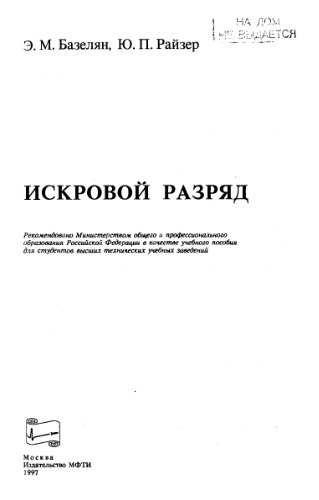 НА ДОМ
НЕ ВЫДАЕТСЯ
Э. М. Базелян, Ю. П. Райзер
ИСКРОВОЙ РАЗРЯД
Рекомендовано Министерством общего и профессионального
образования Российской Федерации в качестве учебного пособия
для студентов высших технических учебных заведений
Москва
Издательство МФТИ
1997